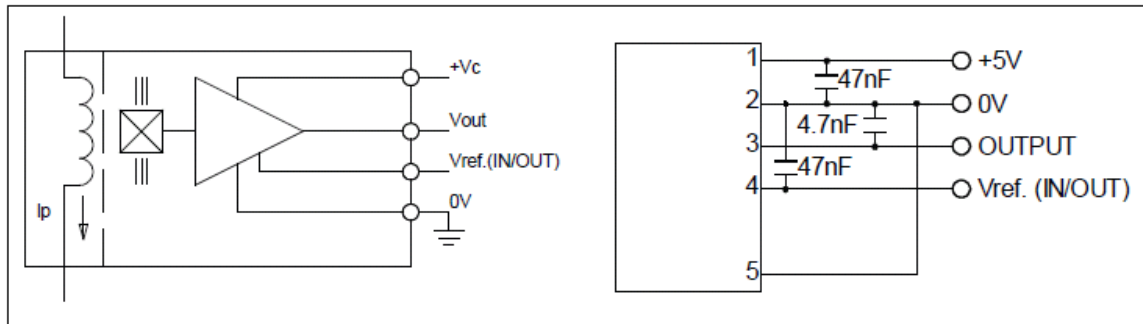 +Vc
Vout
Vref.(IN/OUT)
0V
Ip
1
+5V
47nF
2
0V
4.7nF
3
OUTPUT
47nF
4
Vref. (IN/OUT)
5